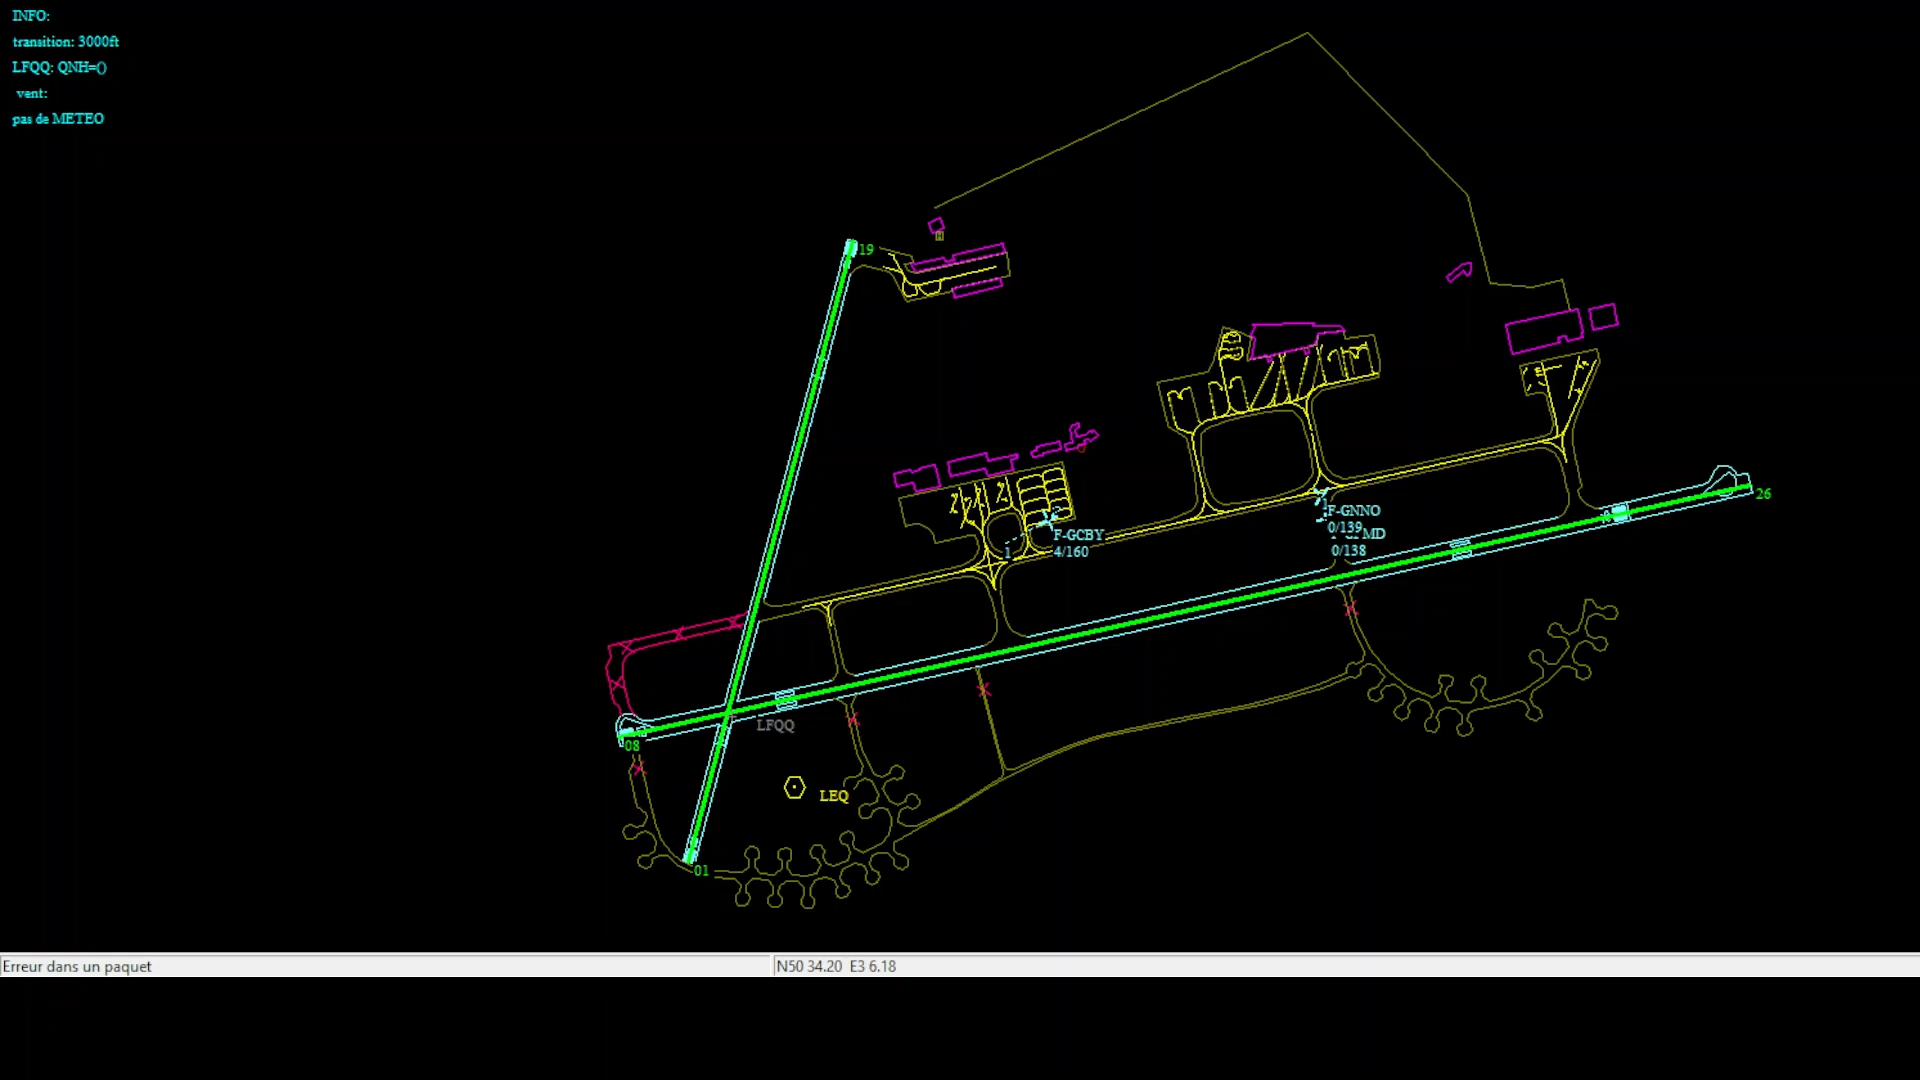 INFO:
transition: 3000ft
LFQQ: QNH=()
vent:
pas de METEO
19
26
F-GNNO
0/139
MD
0/138
F-GCBY
4/160
1
LFQQ
08
LEQ
01
Erreur dans un paquet
N50 34.20 E3 6.18